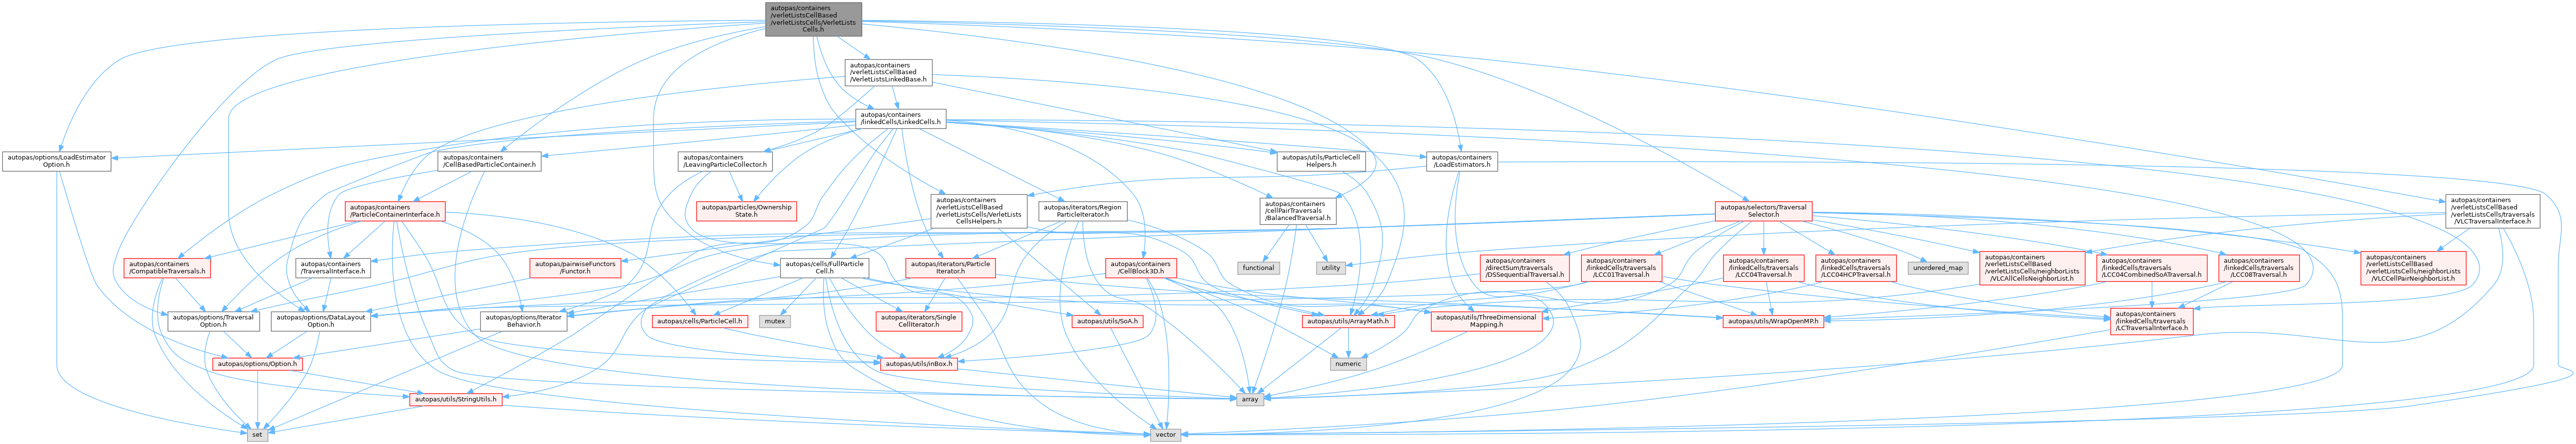 autopas/containers
/verletListsCellBased
/verletListsCells/VerletLists
Cells.h
autopas/containers
/verletListsCellBased
/VerletListsLinkedBase.h
autopas/containers
/linkedCells/LinkedCells.h
autopas/options/LoadEstimator
Option.h
autopas/containers
/CellBasedParticleContainer.h
autopas/containers
/LeavingParticleCollector.h
autopas/utils/ParticleCell
Helpers.h
autopas/containers
/LoadEstimators.h
autopas/containers
/ParticleContainerInterface.h
autopas/particles/Ownership
State.h
autopas/containers
/verletListsCellBased
/verletListsCells/VerletLists
CellsHelpers.h
autopas/iterators/Region
ParticleIterator.h
autopas/containers
/cellPairTraversals
/BalancedTraversal.h
autopas/selectors/Traversal
Selector.h
autopas/containers
/verletListsCellBased
/verletListsCells/traversals
/VLCTraversalInterface.h
autopas/containers
/CompatibleTraversals.h
autopas/containers
/TraversalInterface.h
autopas/pairwiseFunctors
/Functor.h
autopas/cells/FullParticle
Cell.h
autopas/iterators/Particle
Iterator.h
autopas/containers
/CellBlock3D.h
functional
utility
autopas/containers
/directSum/traversals
/DSSequentialTraversal.h
autopas/containers
/linkedCells/traversals
/LCC01Traversal.h
autopas/containers
/linkedCells/traversals
/LCC04Traversal.h
autopas/containers
/linkedCells/traversals
/LCC04HCPTraversal.h
unordered_map
autopas/containers
/verletListsCellBased
/verletListsCells/neighborLists
/VLCAllCellsNeighborList.h
autopas/containers
/linkedCells/traversals
/LCC04CombinedSoATraversal.h
autopas/containers
/linkedCells/traversals
/LCC08Traversal.h
autopas/containers
/verletListsCellBased
/verletListsCells/neighborLists
/VLCCellPairNeighborList.h
autopas/options/Traversal
Option.h
autopas/options/DataLayout
Option.h
autopas/options/Iterator
Behavior.h
autopas/cells/ParticleCell.h
mutex
autopas/iterators/Single
CellIterator.h
autopas/utils/SoA.h
autopas/utils/ArrayMath.h
autopas/utils/ThreeDimensional
Mapping.h
autopas/utils/WrapOpenMP.h
autopas/containers
/linkedCells/traversals
/LCTraversalInterface.h
autopas/options/Option.h
autopas/utils/inBox.h
numeric
autopas/utils/StringUtils.h
array
set
vector